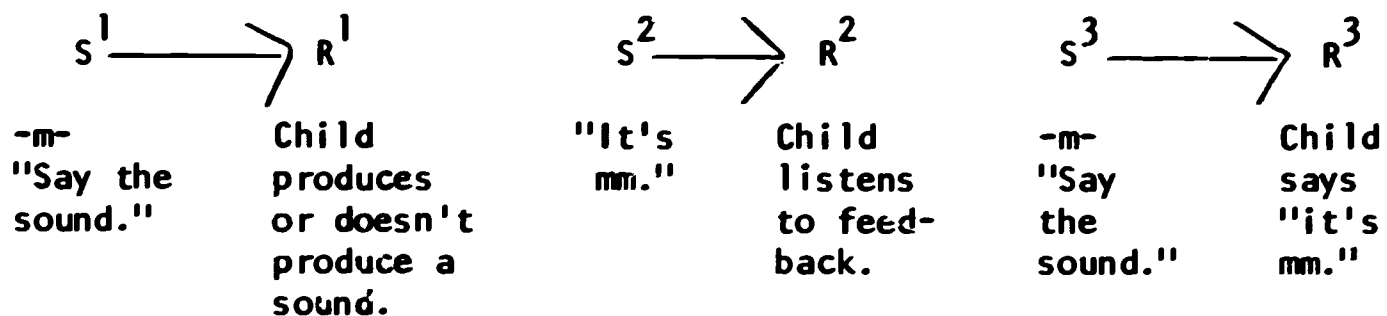 S¹ R¹ S² R² S³ R³
-m- Child "It's Child -m- Child
"Say the produces mm." listens "Say says
sound." or doesn't to feed- the "it's
produce a back. sound." mm."
sound.